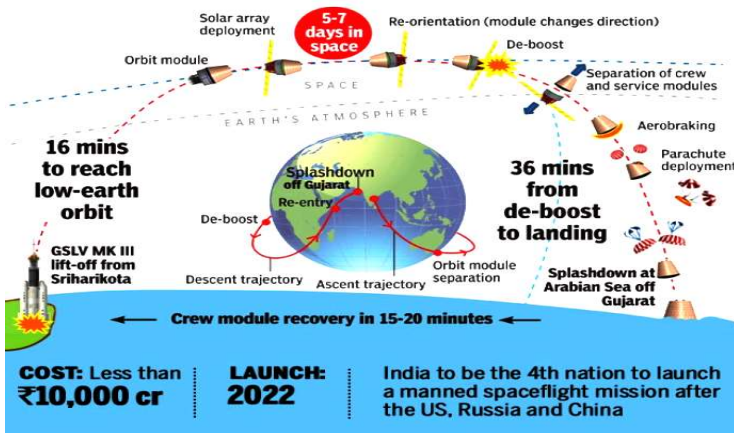 Solar array
deployment
5-7
days in
space
Re-orientation (module changes direction)
De-boost
Orbit module
SPACE
Separation of crew
and service modules
EARTH'S ATMOSPHERE
Aerobraking
16 mins
to reach
low-earth
orbit
Parachute
deployment
Splashdown
off Gujarat
Re-entry
De-boost
36 mins
from
de-boost
to landing
GSLV MK III
lift-off from
Sriharikota
Descent trajectory
Ascent trajectory
Orbit module
separation
Splashdown at
Arabian Sea off
Gujarat
Crew module recovery in 15-20 minutes
COST: Less than
₹10,000 cr
LAUNCH:
2022
India to be the 4th nation to launch
a manned spaceflight mission after
the US, Russia and China